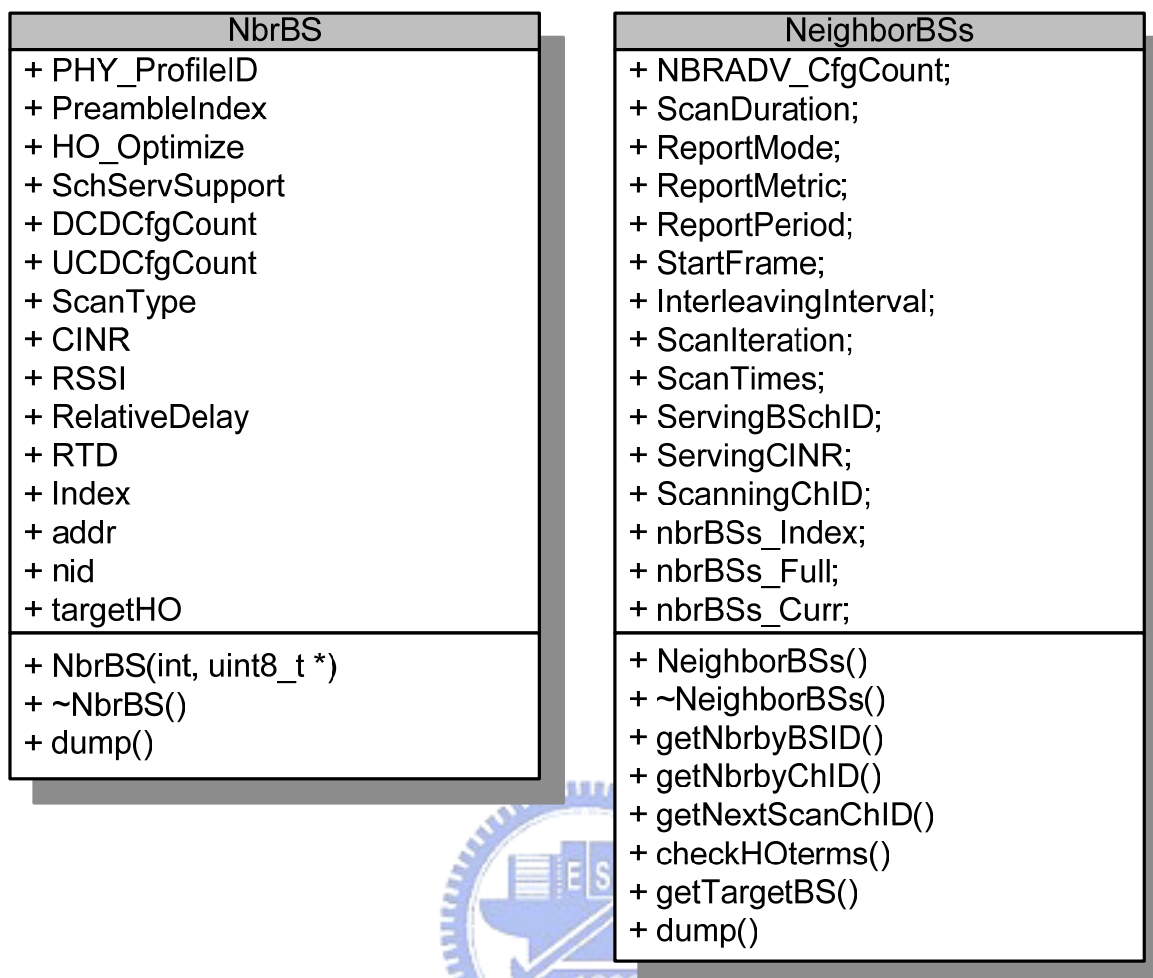 NbrBS
+ PHY_ProfileID
+ PreambleIndex
+ HO_Optimize
+ SchServSupport
+ DCDCfgCount
+ UCDCfgCount
+ ScanType
+ CINR
+ RSSI
+ RelativeDelay
+ RTD
+ Index
+ addr
+ nid
+ targetHO
+ NbrBS(int, uint8_t *)
+ ~NbrBS()
+ dump()
NeighborBSs
+ NBRADV_CfgCount;
+ ScanDuration;
+ ReportMode;
+ ReportMetric;
+ ReportPeriod;
+ StartFrame;
+ InterleavingInterval;
+ ScanIteration;
+ ScanTimes;
+ ServingBSchID;
+ ServingCINR;
+ ScanningChID;
+ nbrBSs_Index;
+ nbrBSs_Full;
+ nbrBSs_Curr;
+ NeighborBSs()
+ ~NeighborBSs()
+ getNbrbyBSID()
+ getNbrbyChID()
+ getNextScanChID()
+ checkHOterms()
+ getTargetBS()
+ dump()
ES